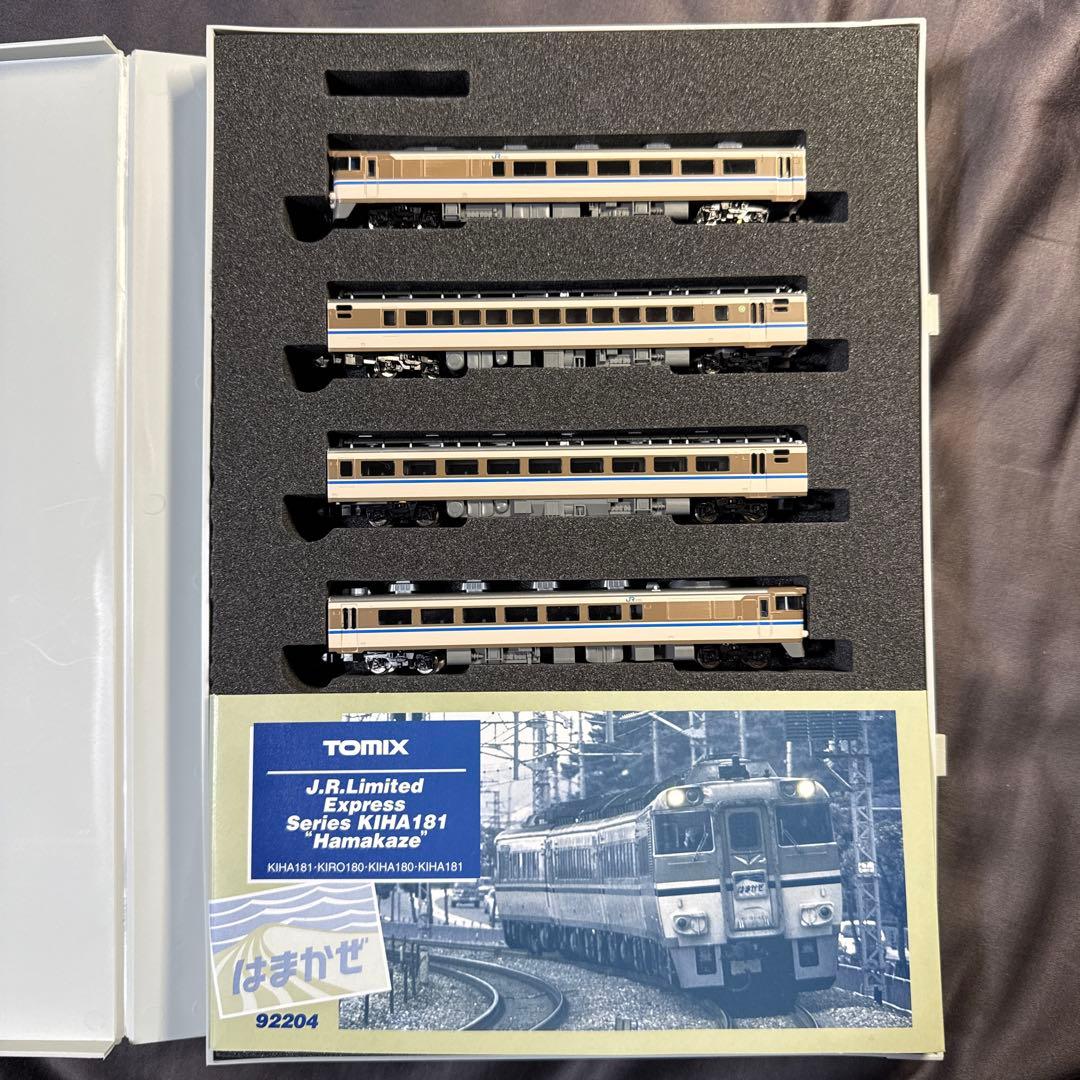 JR
JR
TOMIX
J.R.Limited
Express
Series KIHA181
"Hamakaze"
KIHA181・KIRO180・KIHA180・KIHA181
はまかぜ
はまかぜ
92204